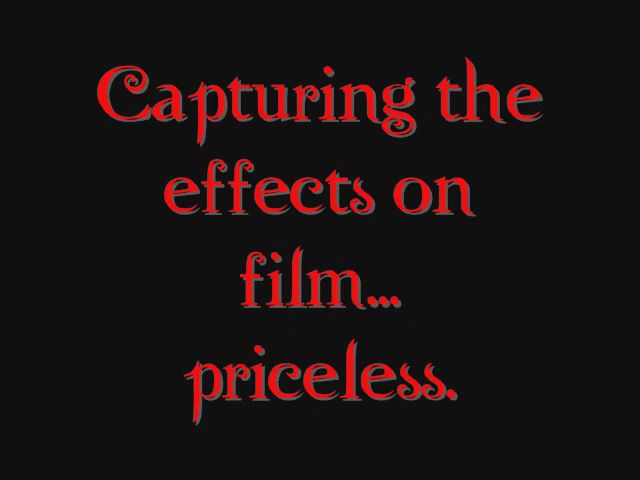 Capturing the
effects on
film...
priceless.